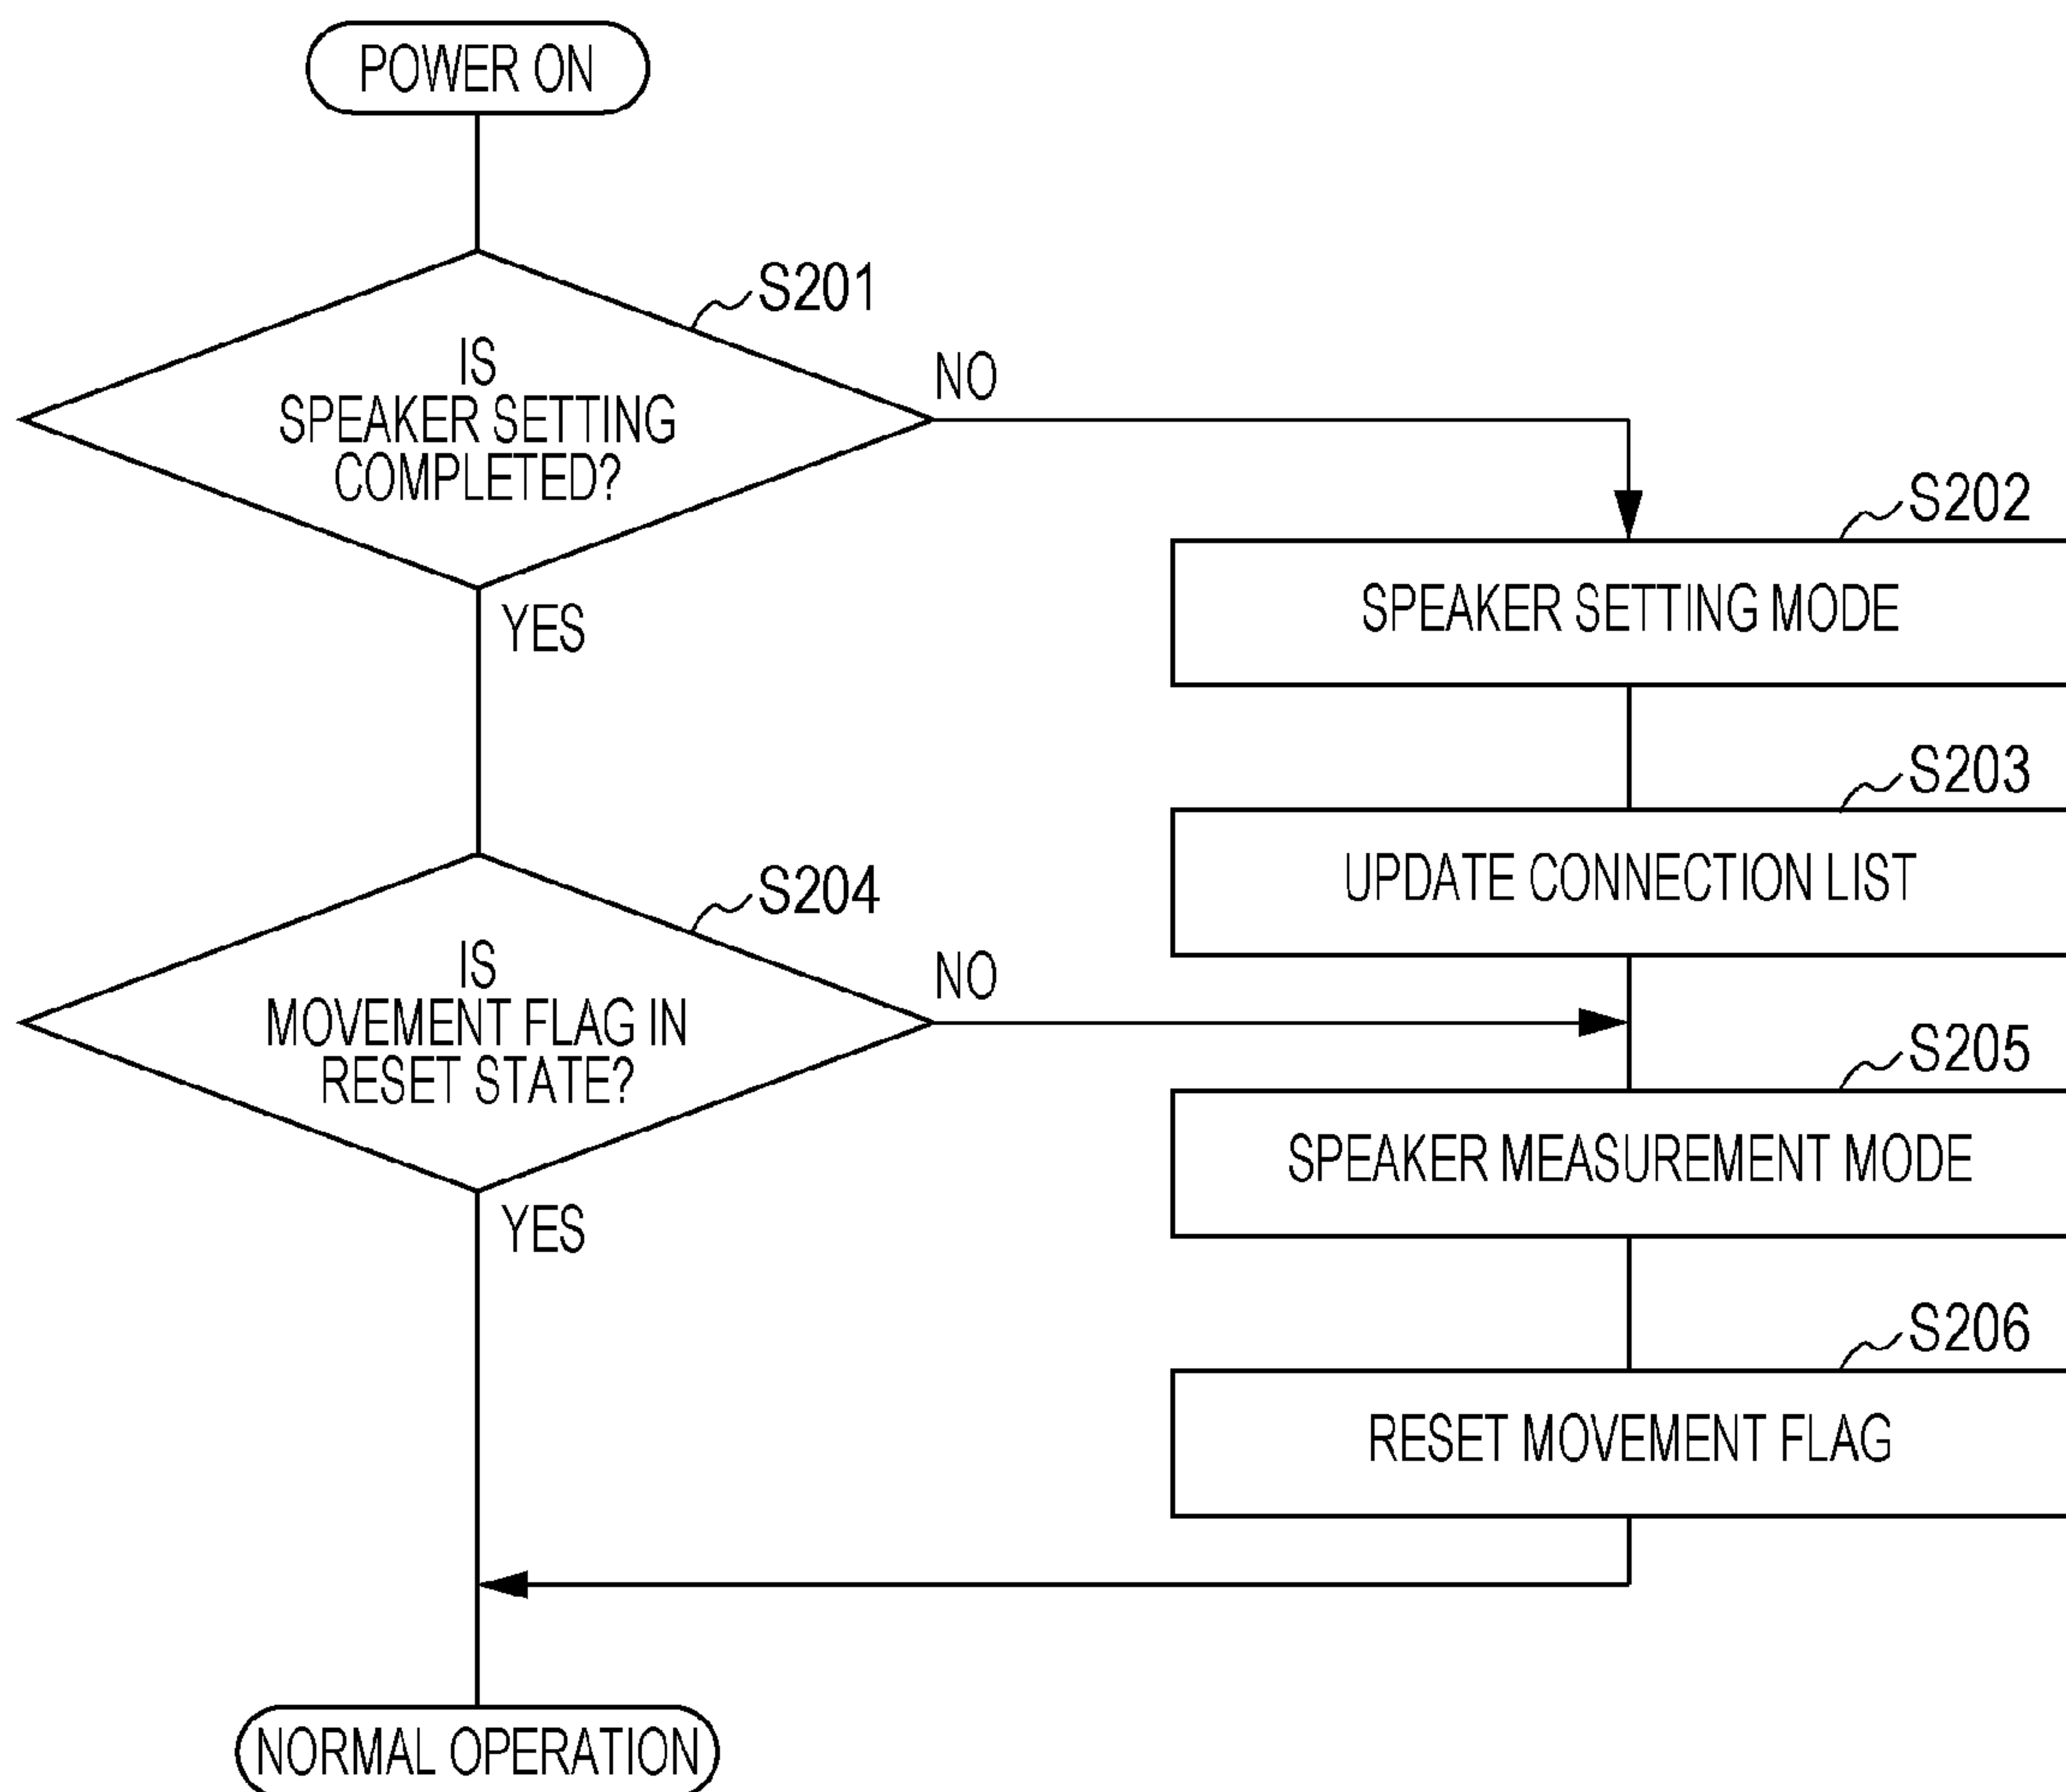 POWER ON
S201
IS
SPEAKER SETTING
COMPLETED?
NO
YES
S202
SPEAKER SETTING MODE
S203
UPDATE CONNECTION LIST
S204
IS
MOVEMENT FLAG IN
RESET STATE?
NO
YES
S205
SPEAKER MEASUREMENT MODE
S206
RESET MOVEMENT FLAG
NORMAL OPERATION